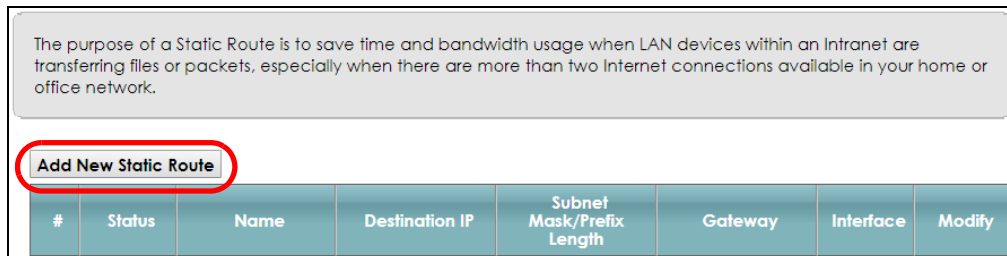 The purpose of a Static Route is to save time and bandwidth usage when LAN devices within an Intranet are
transferring files or packets, especially when there are more than two Internet connections available in your home or
office network.
Add New Static Route
# Status Name Destination IP Subnet Mask/Prefix Length Gateway Interface Modify